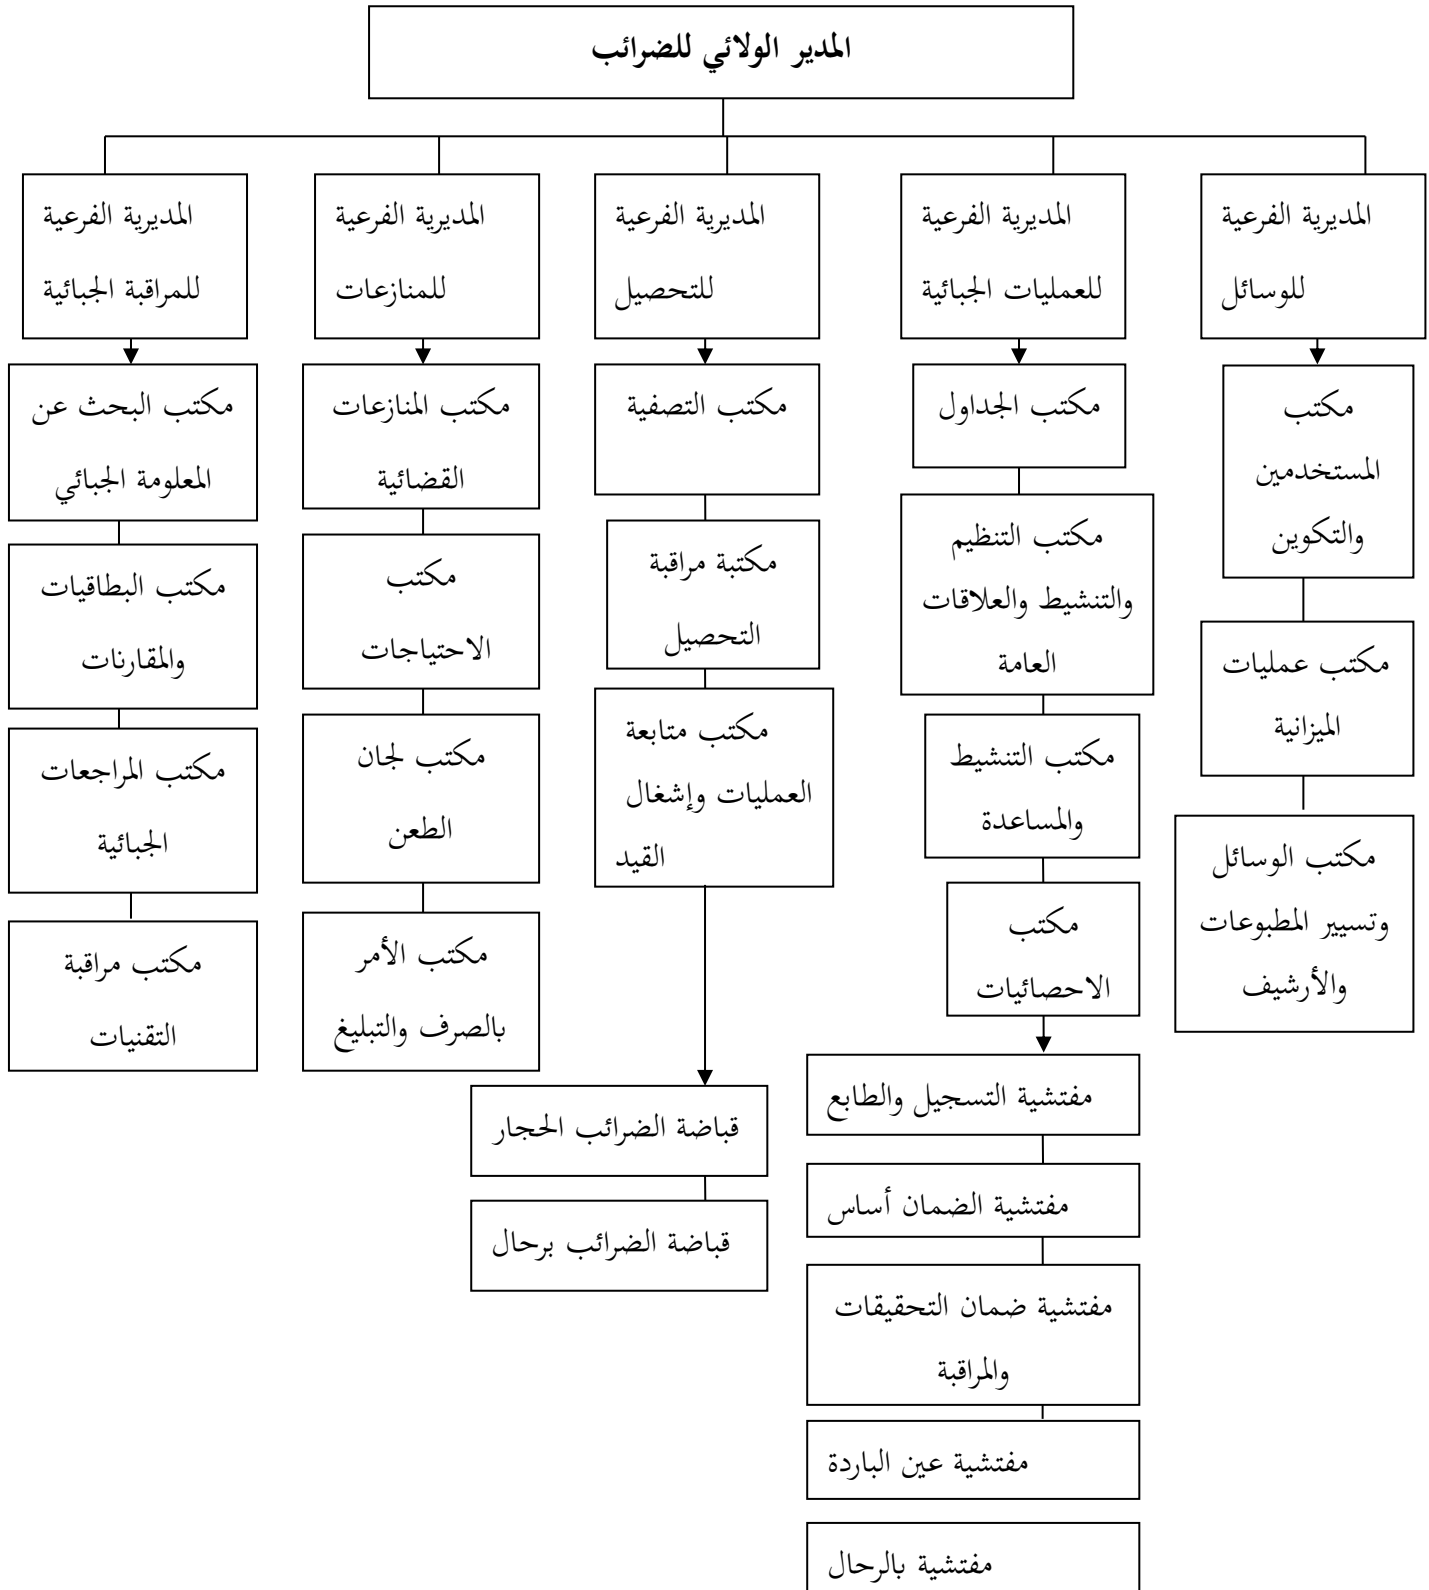 المدير الولائي للضرائب
المديرية الفرعية
للوسائل
المديرية الفرعية
للعمليات الجبائية
المديرية الفرعية
للتحصيل
المديرية الفرعية
للمنازعات
المديرية الفرعية
للمراقبة الجبائية
مكتب
المستخدمين
والتكوين
مكتب عمليات
الميزانية
مكتب الوسائل
وتسيير المطبوعات
والأرشيف
مكتب الجداول
مكتب التنظيم
والتنشيط والعلاقات
العامة
مكتب التنشيط
والمساعدة
مكتب
الاحصائيات
مفتشية التسجيل والطابع
مفتشية الضمان أساس
مفتشية ضمان التحقيقات
والمراقبة
مفتشية عين الباردة
مفتشية بالرحال
مكتب التصفية
مكتبة مراقبة
التحصيل
مكتب متابعة
العمليات وإشغال
القيد
قباضة الضرائب الحجار
قباضة الضرائب برحال
مكتب المنازعات
القضائية
مكتب
الاحتياجات
مكتب لجان
الطعن
مكتب الأمر
بالصرف والتبليغ
مكتب البحث عن
المعلومة الجبائي
مكتب البطاقيات
والمقارنات
مكتب المراجعات
الجبائية
مكتب مراقبة
التقنيات